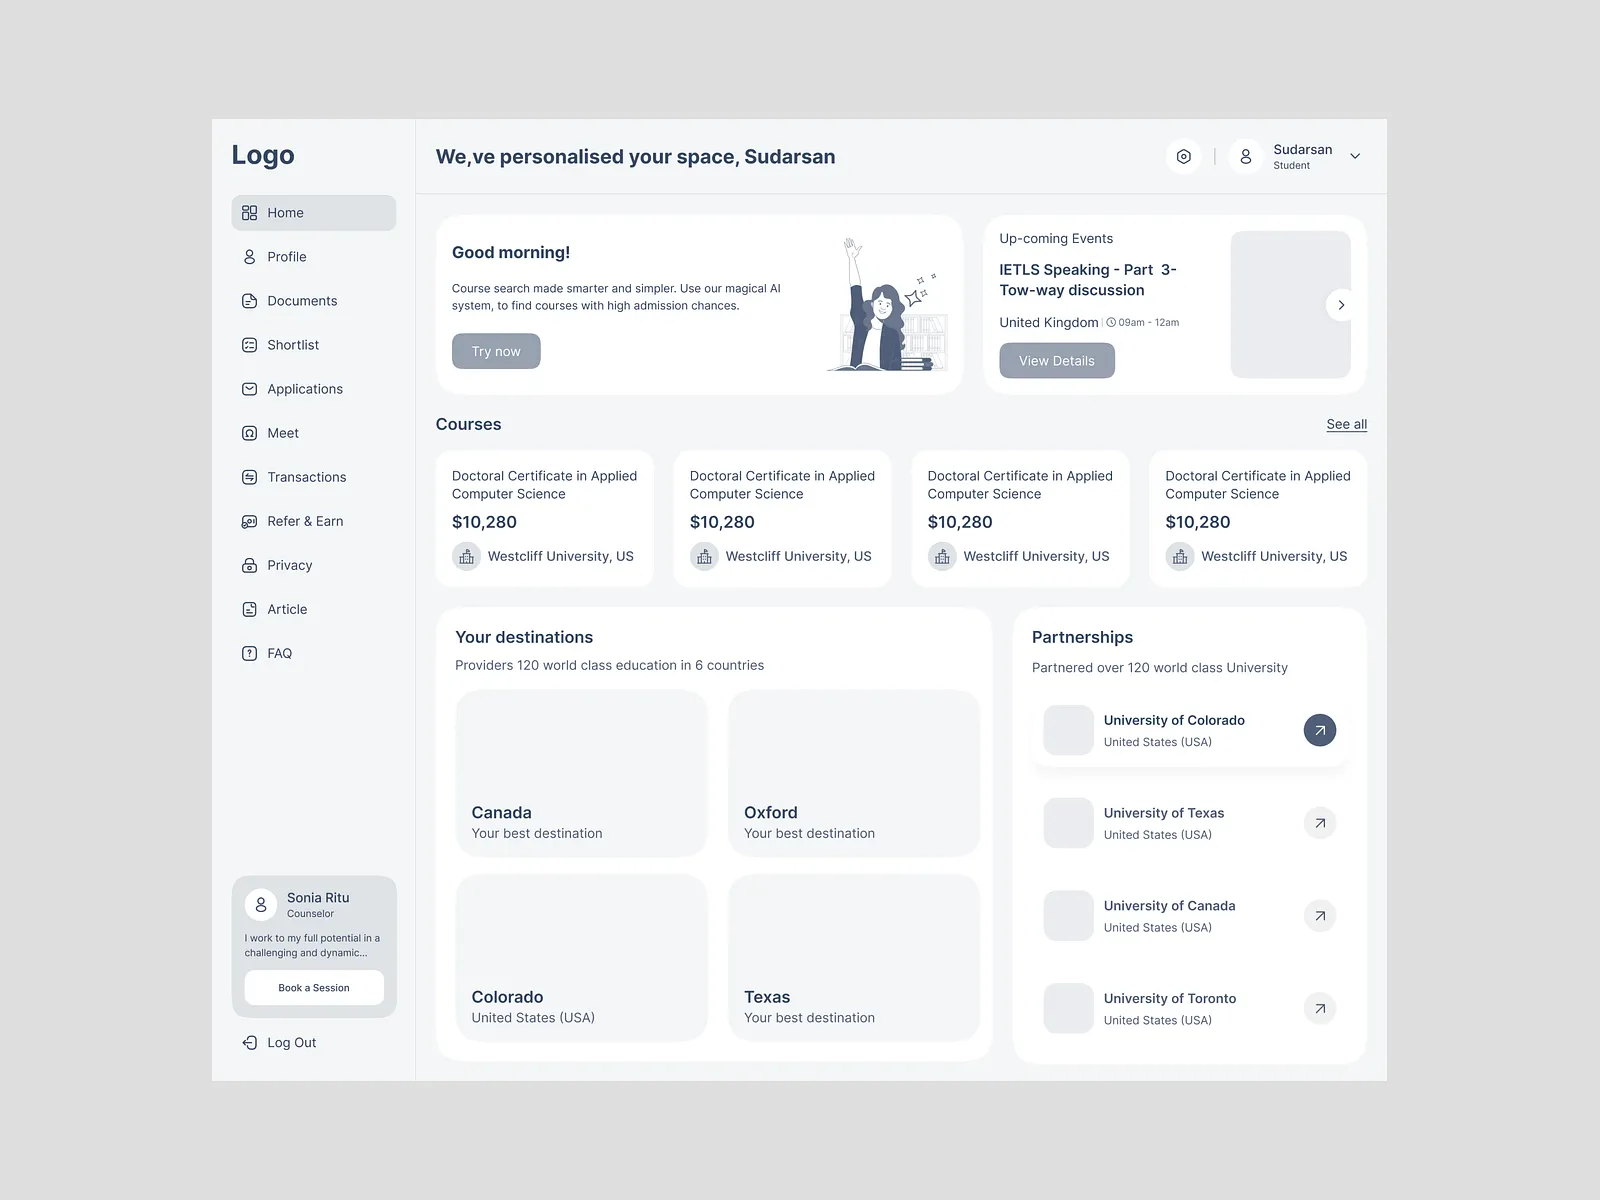 Logo
Home
Profile
Documents
Shortlist
Applications
Meet
Transactions
Refer & Earn
Privacy
Article
FAQ
Sonia Ritu
Counselor
I work to my full potential in a
challenging and dynamic...
Book a Session
Log Out
We,ve personalised your space, Sudarsan
Sudarsan
Student
Good morning!
Course search made smarter and simpler. Use our magical AI
system, to find courses with high admission chances.
Try now
Up-coming Events
IETLS Speaking - Part 3-
Tow-way discussion
United Kingdom
09am - 12am
View Details
Courses
See all
Doctoral Certificate in Applied
Computer Science
$10,280
Westcliff University, US
Doctoral Certificate in Applied
Computer Science
$10,280
Westcliff University, US
Doctoral Certificate in Applied
Computer Science
$10,280
Westcliff University, US
Doctoral Certificate in Applied
Computer Science
$10,280
Westcliff University, US
Your destinations
Providers 120 world class education in 6 countries
Canada
Your best destination
Oxford
Your best destination
Colorado
United States (USA)
Texas
Your best destination
Partnerships
Partnered over 120 world class University
University of Colorado
United States (USA)
University of Texas
United States (USA)
University of Canada
United States (USA)
University of Toronto
United States (USA)